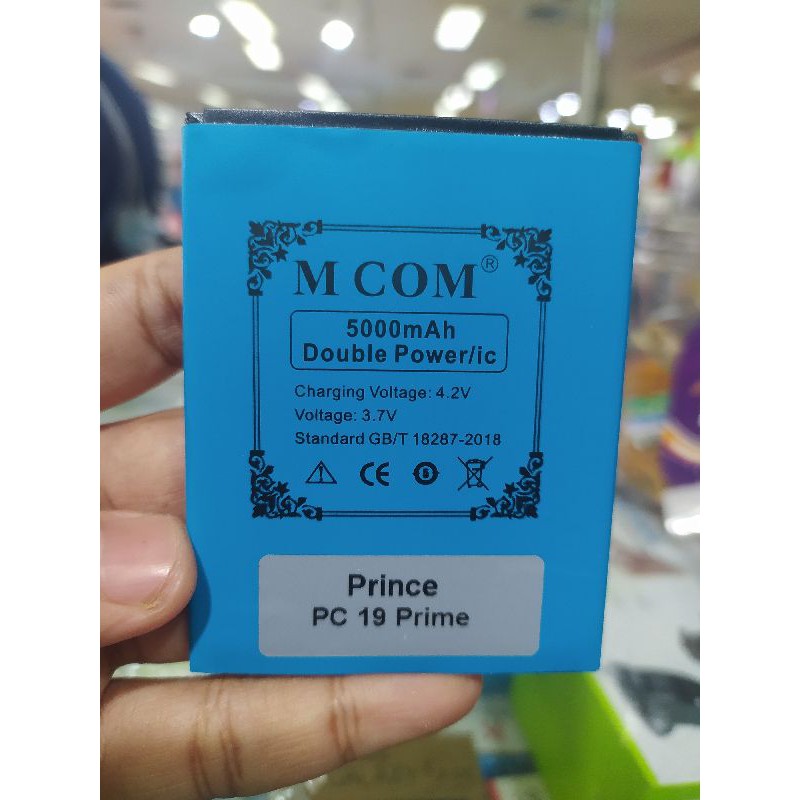 M COM®
5000mAh
Double Power/ic
Charging Voltage: 4.2V
Voltage: 3.7V
Standard GB/T 18287-2018
CE
Prince
PC 19 Prime